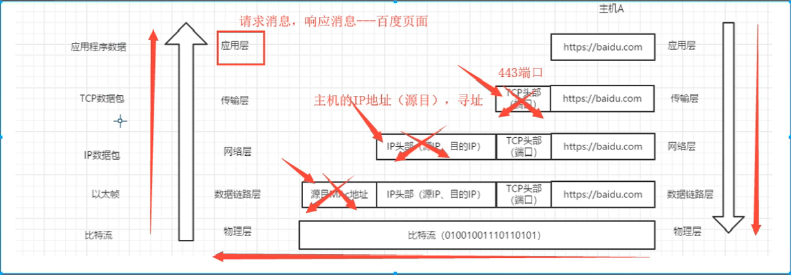 主机A
请求消息，响应消息---百度页面
应用程序数据
应用层
https://baidu.com
应用层
443端口
TCP数据包
传输层
主机的IP地址（源目），寻址
TCP头部（端口）
https://baidu.com
传输层
IP数据包
网络层
IP头部（源IP、目的IP）
TCP头部（端口）
https://baidu.com
网络层
以太帧
数据链路层
源目MAc地址
IP头部（源IP、目的IP）
TCP头部（端口）
https://baidu.com
数据链路层
比特流
物理层
比特流（01001001110110101）
物理层